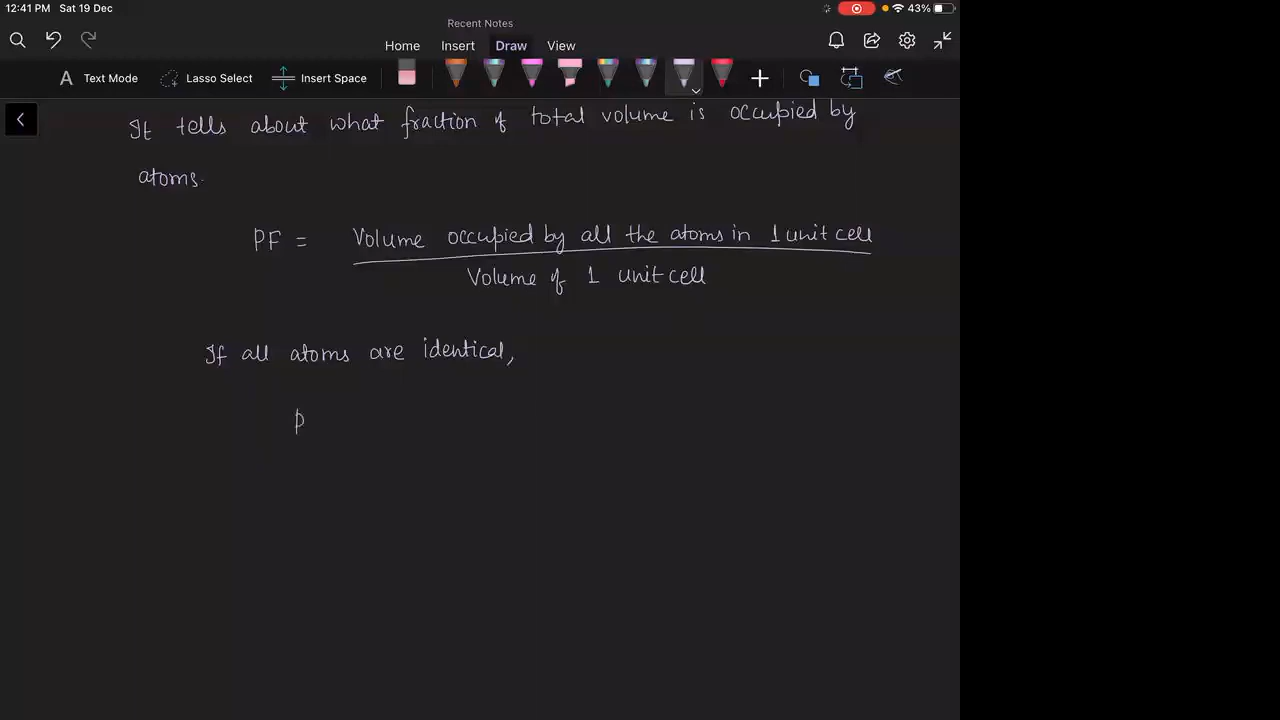 12:41 PM Sat 19 Dec 43%
Recent Notes
Home Insert Draw View
A Text Mode Lasso Select Insert Space
It tells about what fraction of total volume is occupied by
atoms.
PF = Volume occupied by all the atoms in 1 unit cell
Volume of 1 unit cell
If all atoms are identical,
P